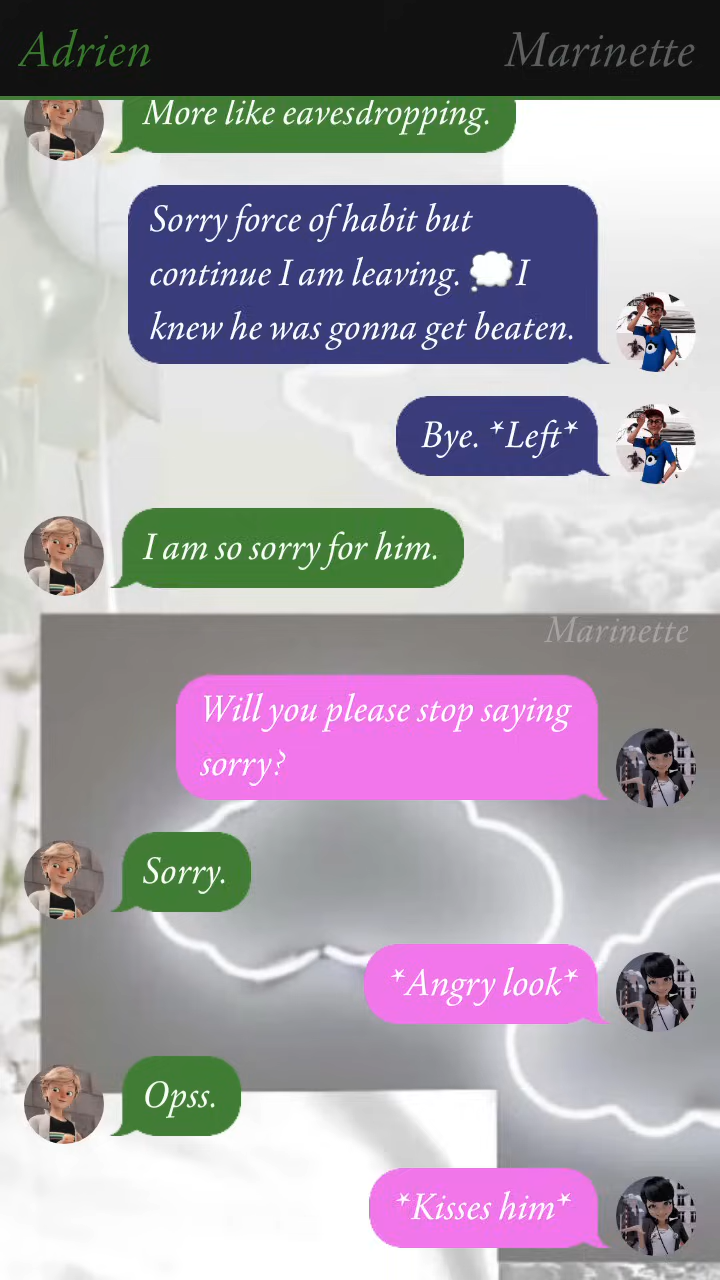 Adrien Marinette
More like eavesdropping.
Sorry force of habit but
continue I am leaving. 💭I
knew he was gonna get beaten.
Bye. *Left*
I am so sorry for him.
Marinette
Will you please stop saying
sorry?
Sorry.
*Angry look*
Opss.
*Kisses him*